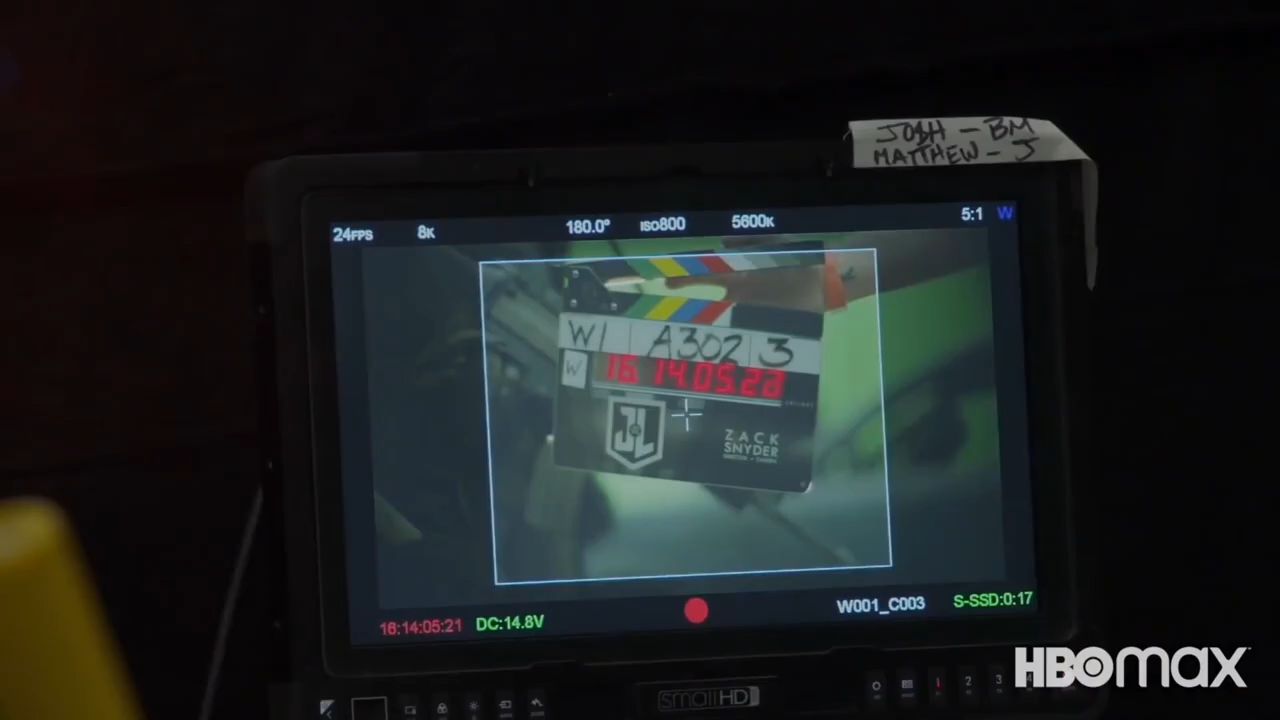 JOSH - BM
MATTHEW - J
24FPS 8K 180.0° ISO800 5600K 5:1 W
W1 A302 3
W 16 14.05.22
JL
ZACK
SNYDER
16:14:05:21 DC:14.8V W001_C003 S-SSD:0:17
smallHD 1 2 3
HBOMAX